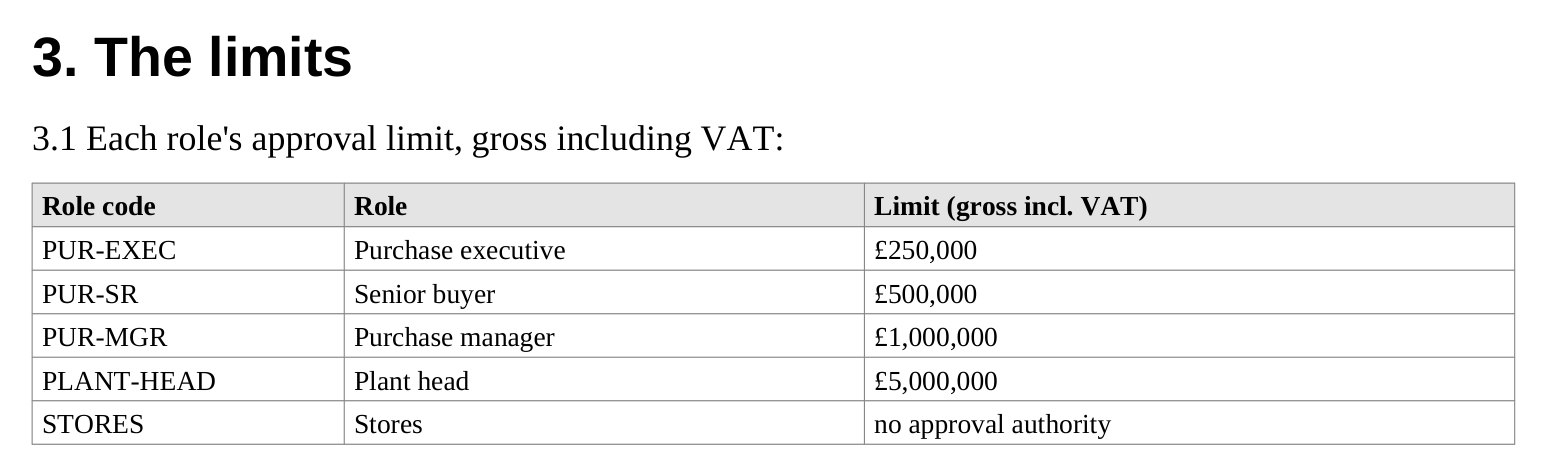 3. The limits
3.1 Each role's approval limit, gross including VAT:
Role code Role Limit (gross incl. VAT)
PUR-EXEC Purchase executive £250,000
PUR-SR Senior buyer £500,000
PUR-MGR Purchase manager £1,000,000
PLANT-HEAD Plant head £5,000,000
STORES Stores no approval authority